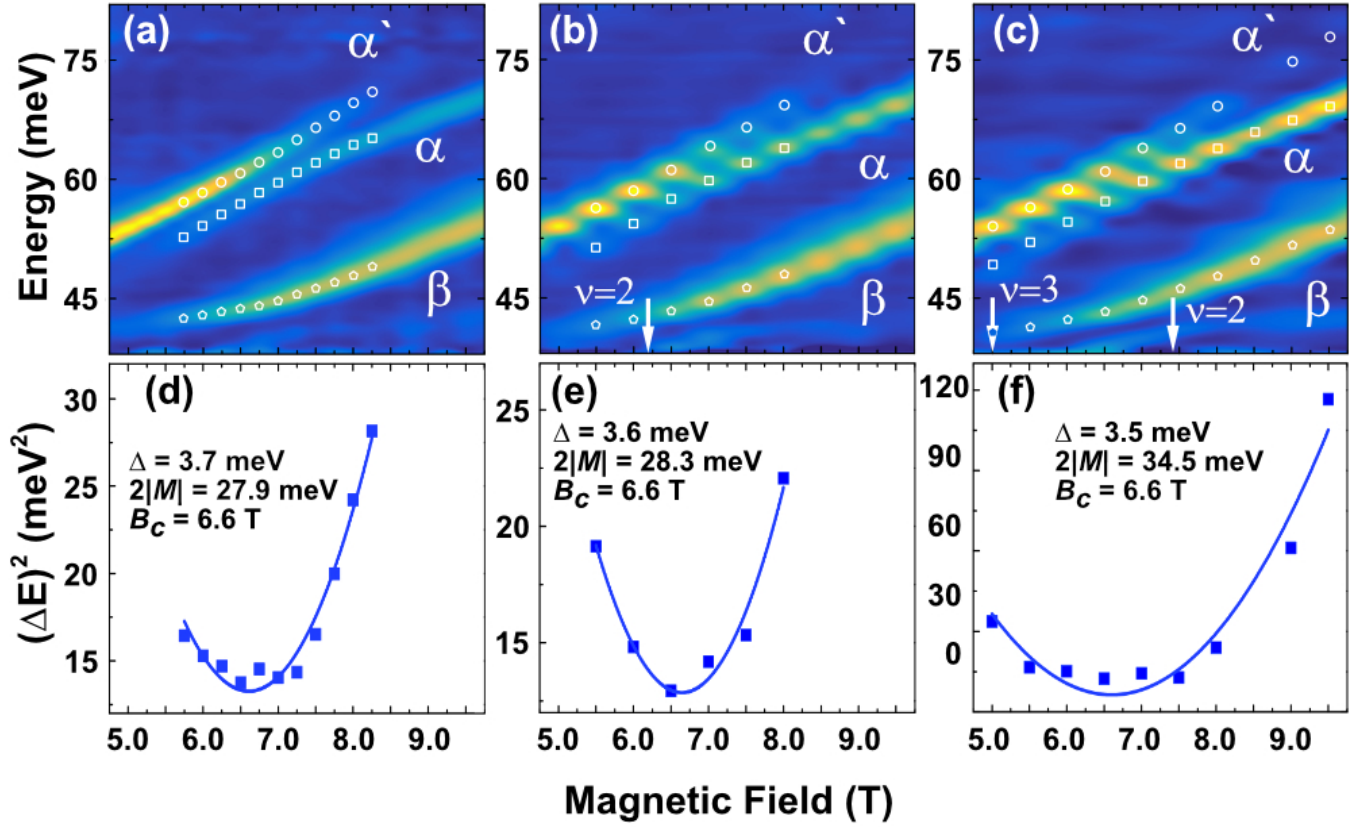 (a)
α`
α
β
75
60
45
Energy (meV)
(b)
α`
α
ν=2
β
(c)
α`
α
ν=3
ν=2
β
75
60
45
75
60
45
(d)
Δ = 3.7 meV
2|M| = 27.9 meV
B_c = 6.6 T
30
25
20
15
(ΔE)² (meV²)
(e)
Δ = 3.6 meV
2|M| = 28.3 meV
B_c = 6.6 T
25
20
15
(f)
Δ = 3.5 meV
2|M| = 34.5 meV
B_c = 6.6 T
120
90
60
30
0
5.0 6.0 7.0 8.0 9.0
5.0 6.0 7.0 8.0 9.0
5.0 6.0 7.0 8.0 9.0
Magnetic Field (T)